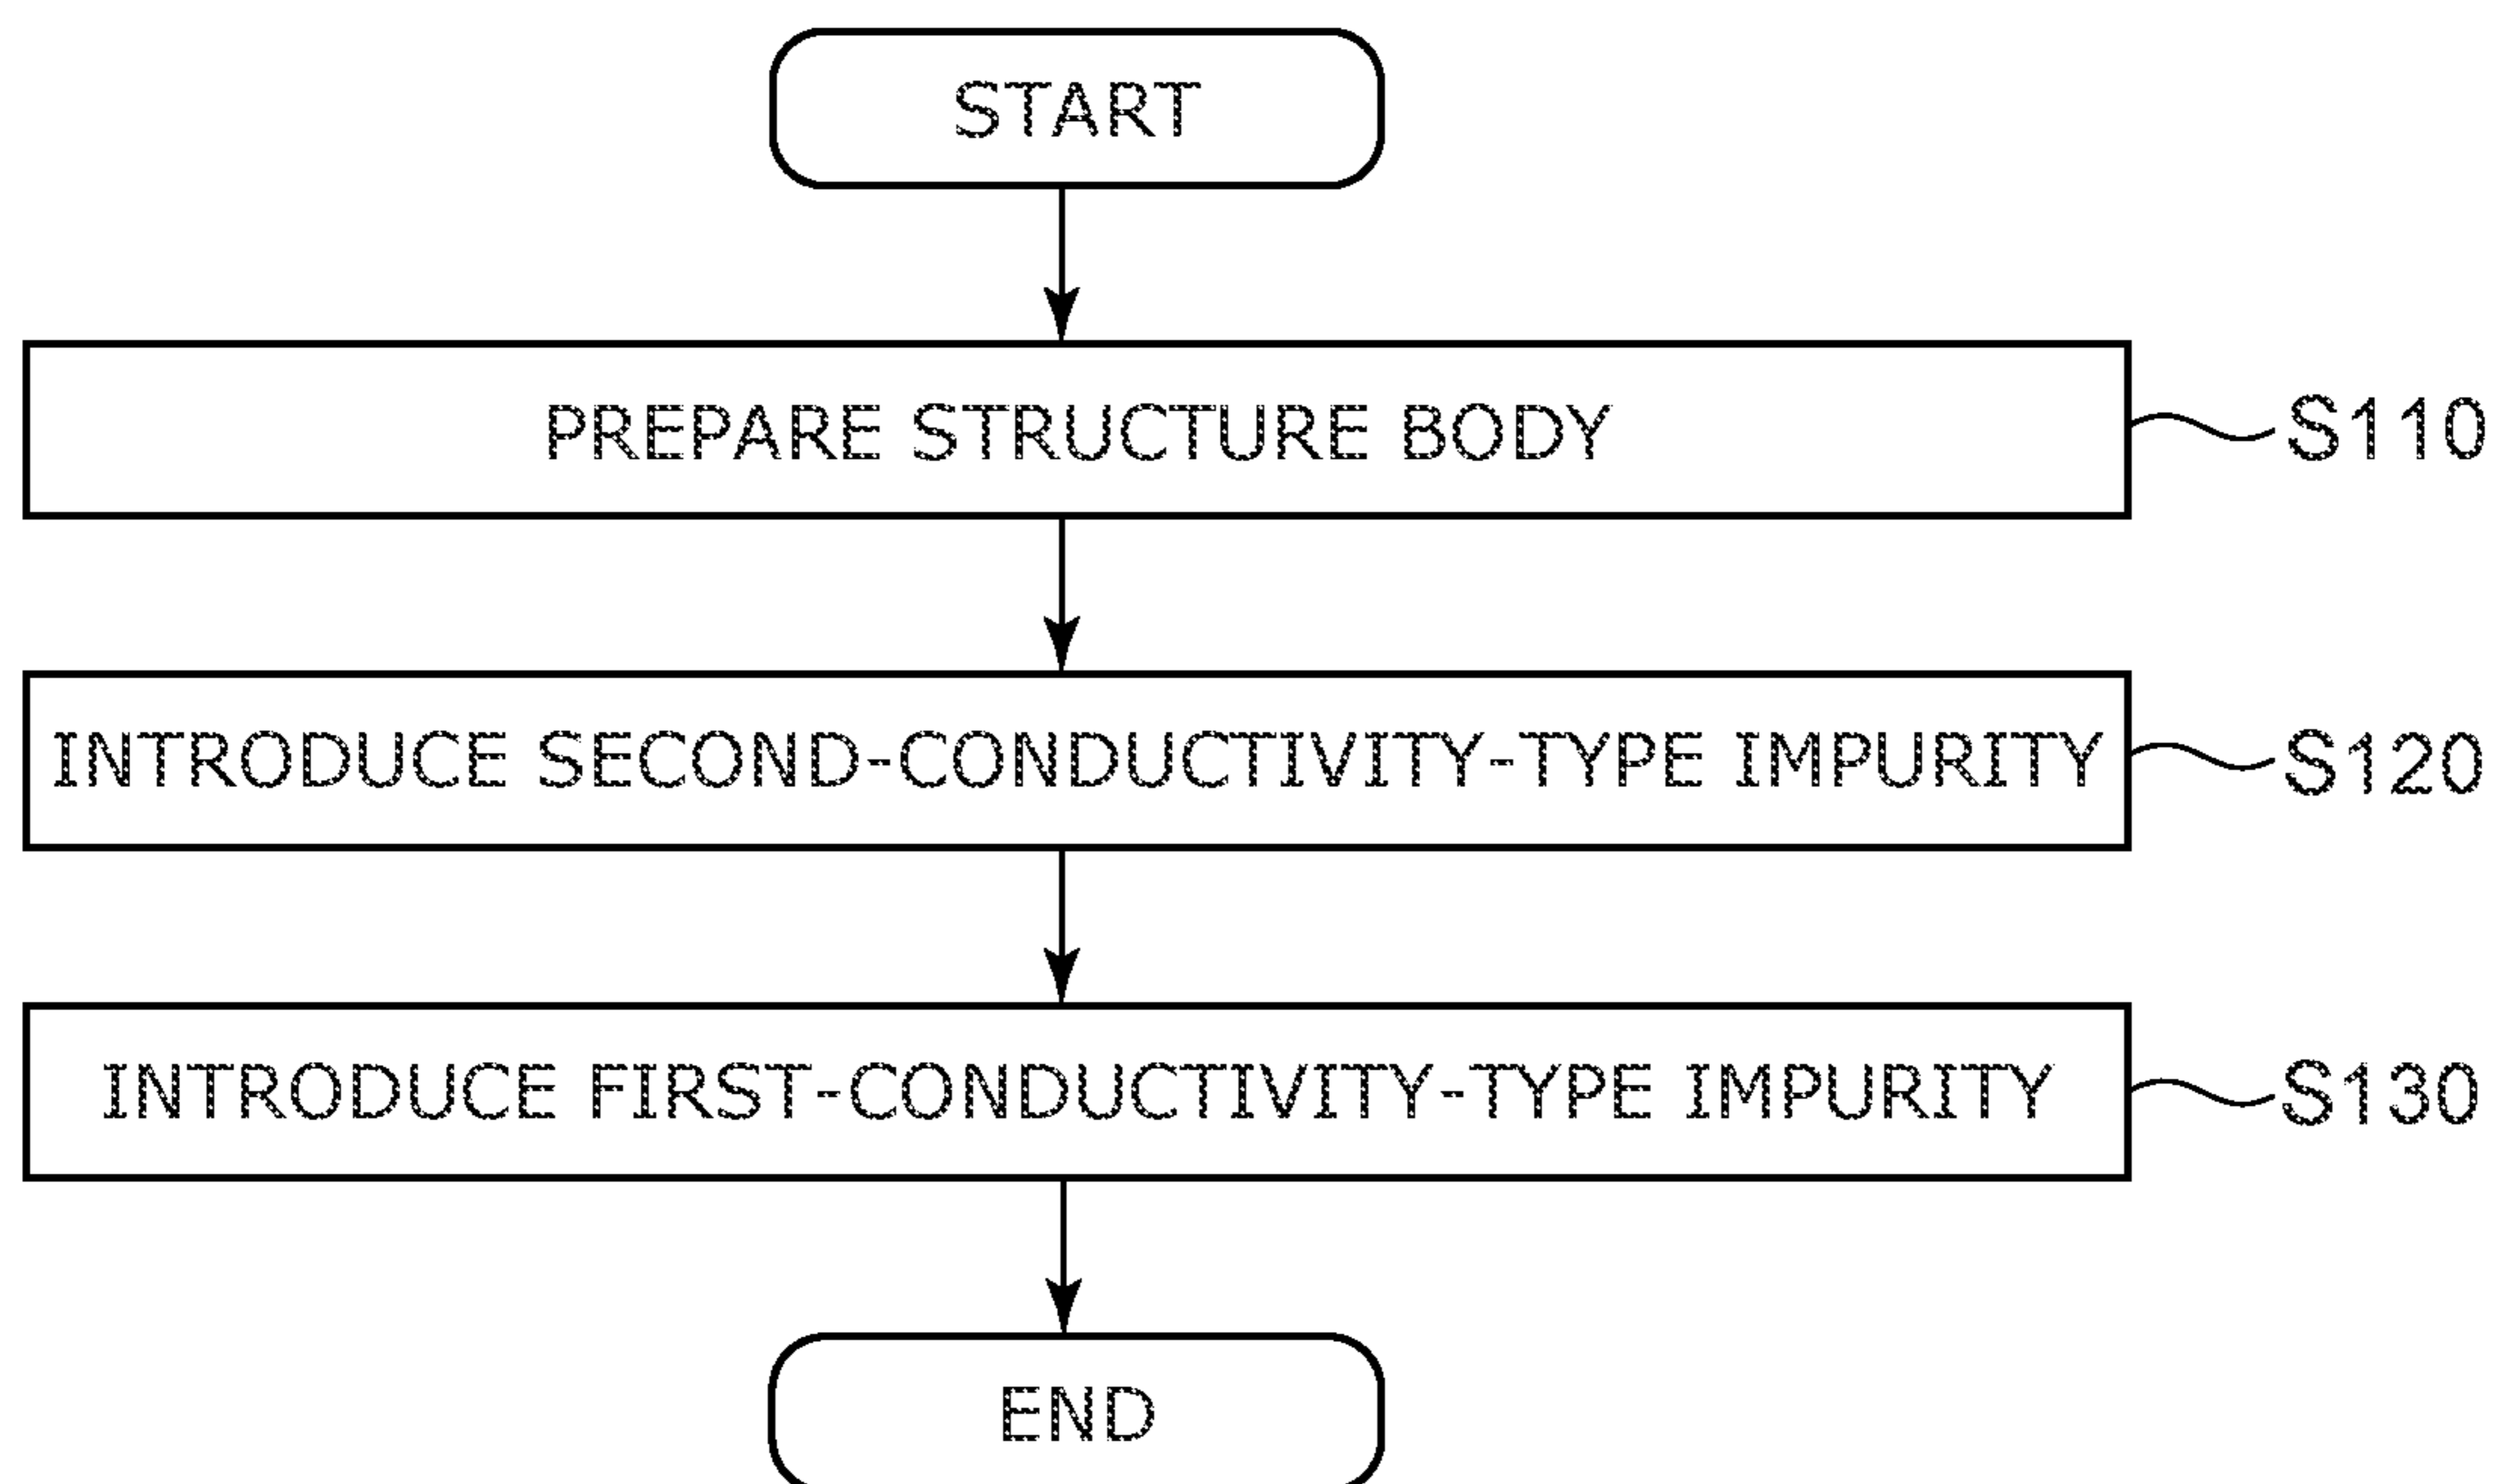 START
PREPARE STRUCTURE BODY
S110
INTRODUCE SECOND-CONDUCTIVITY-TYPE IMPURITY
S120
INTRODUCE FIRST-CONDUCTIVITY-TYPE IMPURITY
S130
END